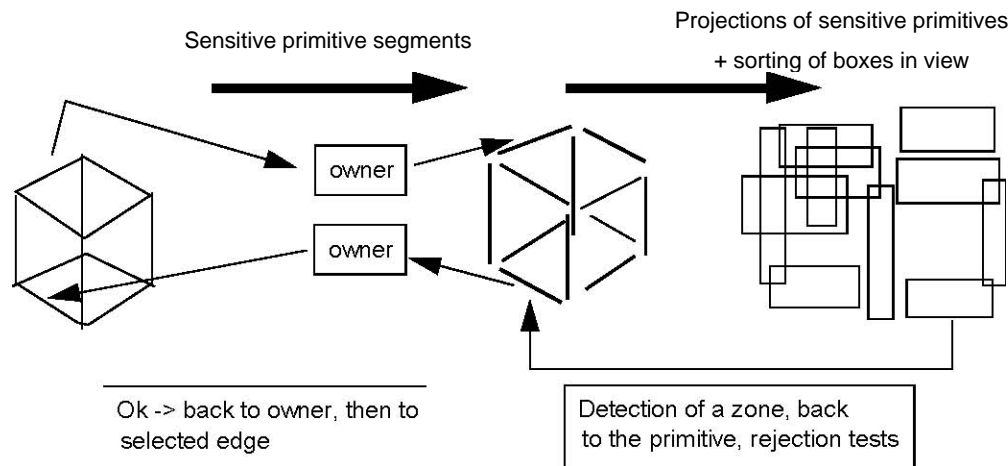 Sensitive primitive segments
Projections of sensitive primitives
+ sorting of boxes in view
owner
owner
Ok -> back to owner, then to
selected edge
Detection of a zone, back
to the primitive, rejection tests